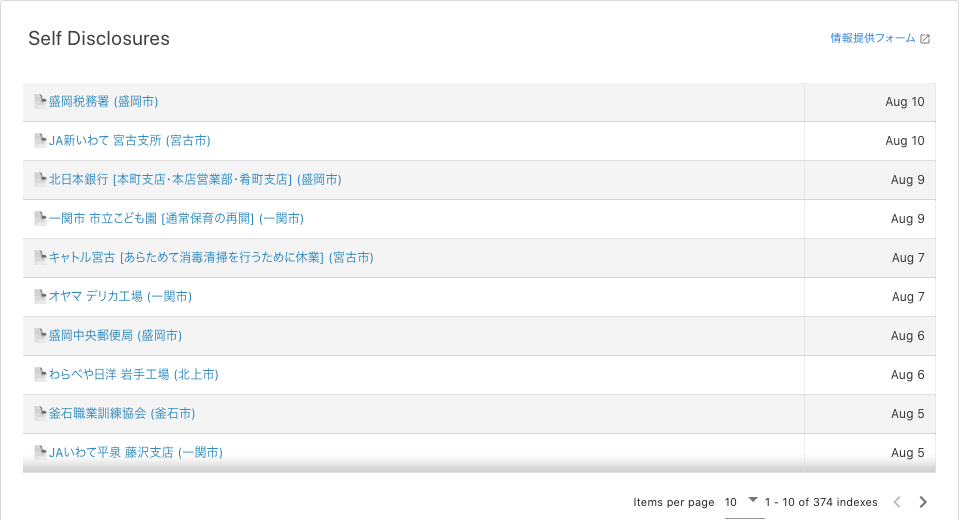 Self Disclosures
情報提供フォーム
盛岡税務署 (盛岡市) Aug 10
JA新いわて 宮古支所 (宮古市) Aug 10
北日本銀行 [本町支店･本店営業部･肴町支店] (盛岡市) Aug 9
一関市 市立こども園 [通常保育の再開] (一関市) Aug 9
キャトル宮古 [あらためて消毒清掃を行うために休業] (宮古市) Aug 7
オヤマ デリカ工場 (一関市) Aug 7
盛岡中央郵便局 (盛岡市) Aug 6
わらべや日洋 岩手工場 (北上市) Aug 6
釜石職業訓練協会 (釜石市) Aug 5
JAいわて平泉 藤沢支店 (一関市) Aug 5
Items per page 10 1 - 10 of 374 indexes